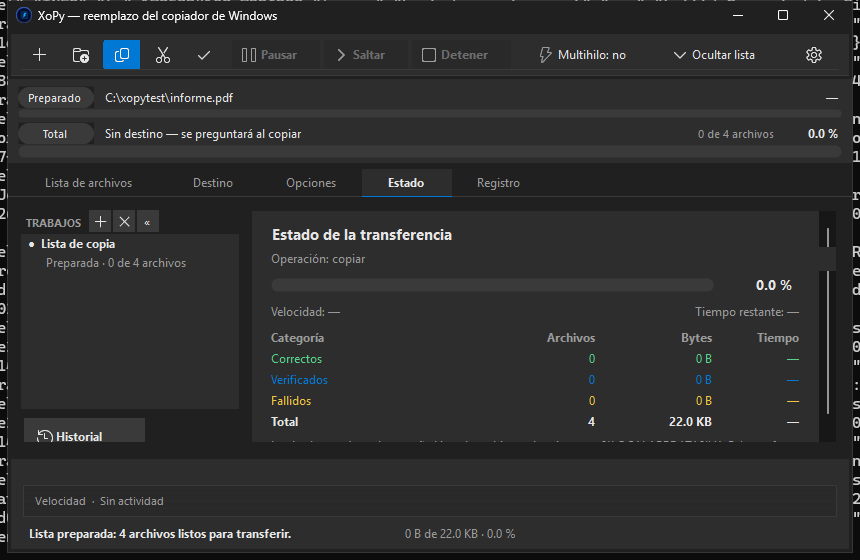 XoPy — reemplazo del copiador de Windows
Pausar Saltar Detener Multihilo: no Ocultar lista
Preparado C:\xopytest\informe.pdf —
Total Sin destino — se preguntará al copiar 0 de 4 archivos 0.0 %
Lista de archivos Destino Opciones Estado Registro
TRABAJOS + × «
• Lista de copia
Preparada · 0 de 4 archivos
Historial
Estado de la transferencia
Operación: copiar
0.0 %
Velocidad: — Tiempo restante: —
Categoría Archivos Bytes Tiempo
Correctos 0 0 B —
Verificados 0 0 B —
Fallidos 0 0 B —
Total 4 22.0 KB —
Velocidad · Sin actividad
Lista preparada: 4 archivos listos para transferir. 0 B de 22.0 KB · 0.0 %